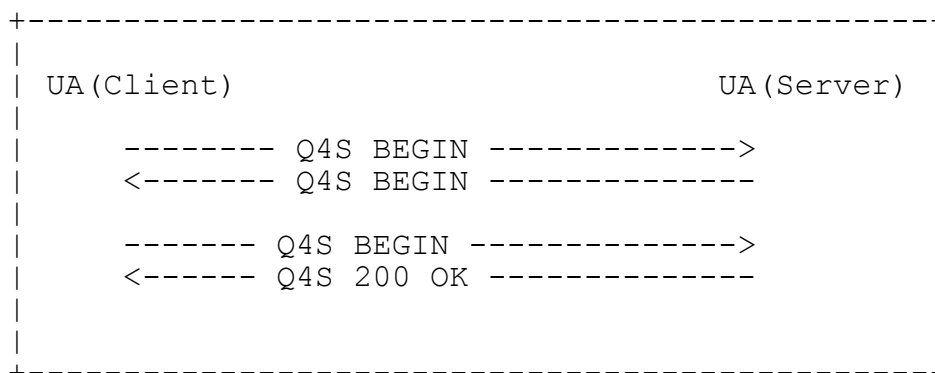 +------------------------------------------------
|
| UA(Client)                          UA(Server)
|
|     -------- Q4S BEGIN ------------->
|     <------- Q4S BEGIN --------------
|
|     ------- Q4S BEGIN -------------->
|     <------ Q4S 200 OK --------------
|
|
+------------------------------------------------